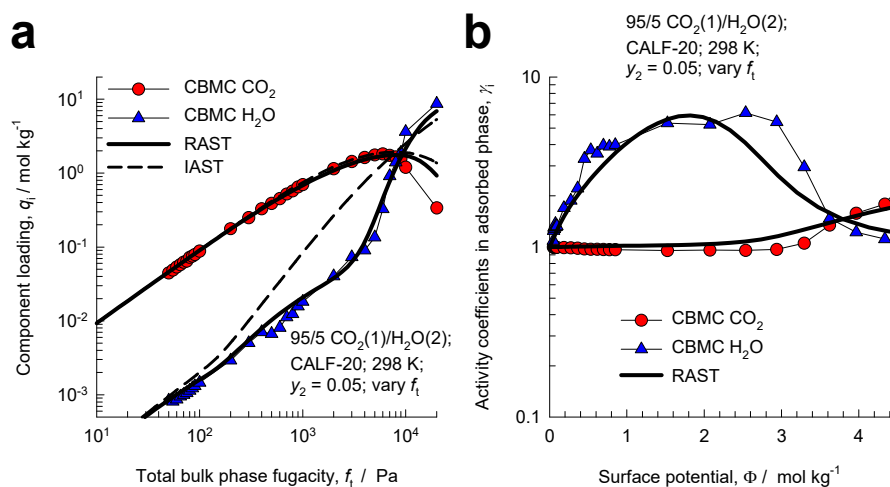 a
CBMC CO₂
CBMC H₂O
RAST
IAST
Component loading, qᵢ / mol kg⁻¹
10¹
10⁰
10⁻¹
10⁻²
10⁻³
95/5 CO₂(1)/H₂O(2);
CALF-20; 298 K;
y₂ = 0.05; vary fₜ
10¹ 10² 10³ 10⁴
Total bulk phase fugacity, fₜ / Pa
b
95/5 CO₂(1)/H₂O(2);
CALF-20; 298 K;
y₂ = 0.05; vary fₜ
Activity coefficients in adsorbed phase, γᵢ
10
1
0.1
CBMC CO₂
CBMC H₂O
RAST
0 1 2 3 4
Surface potential, Φ / mol kg⁻¹